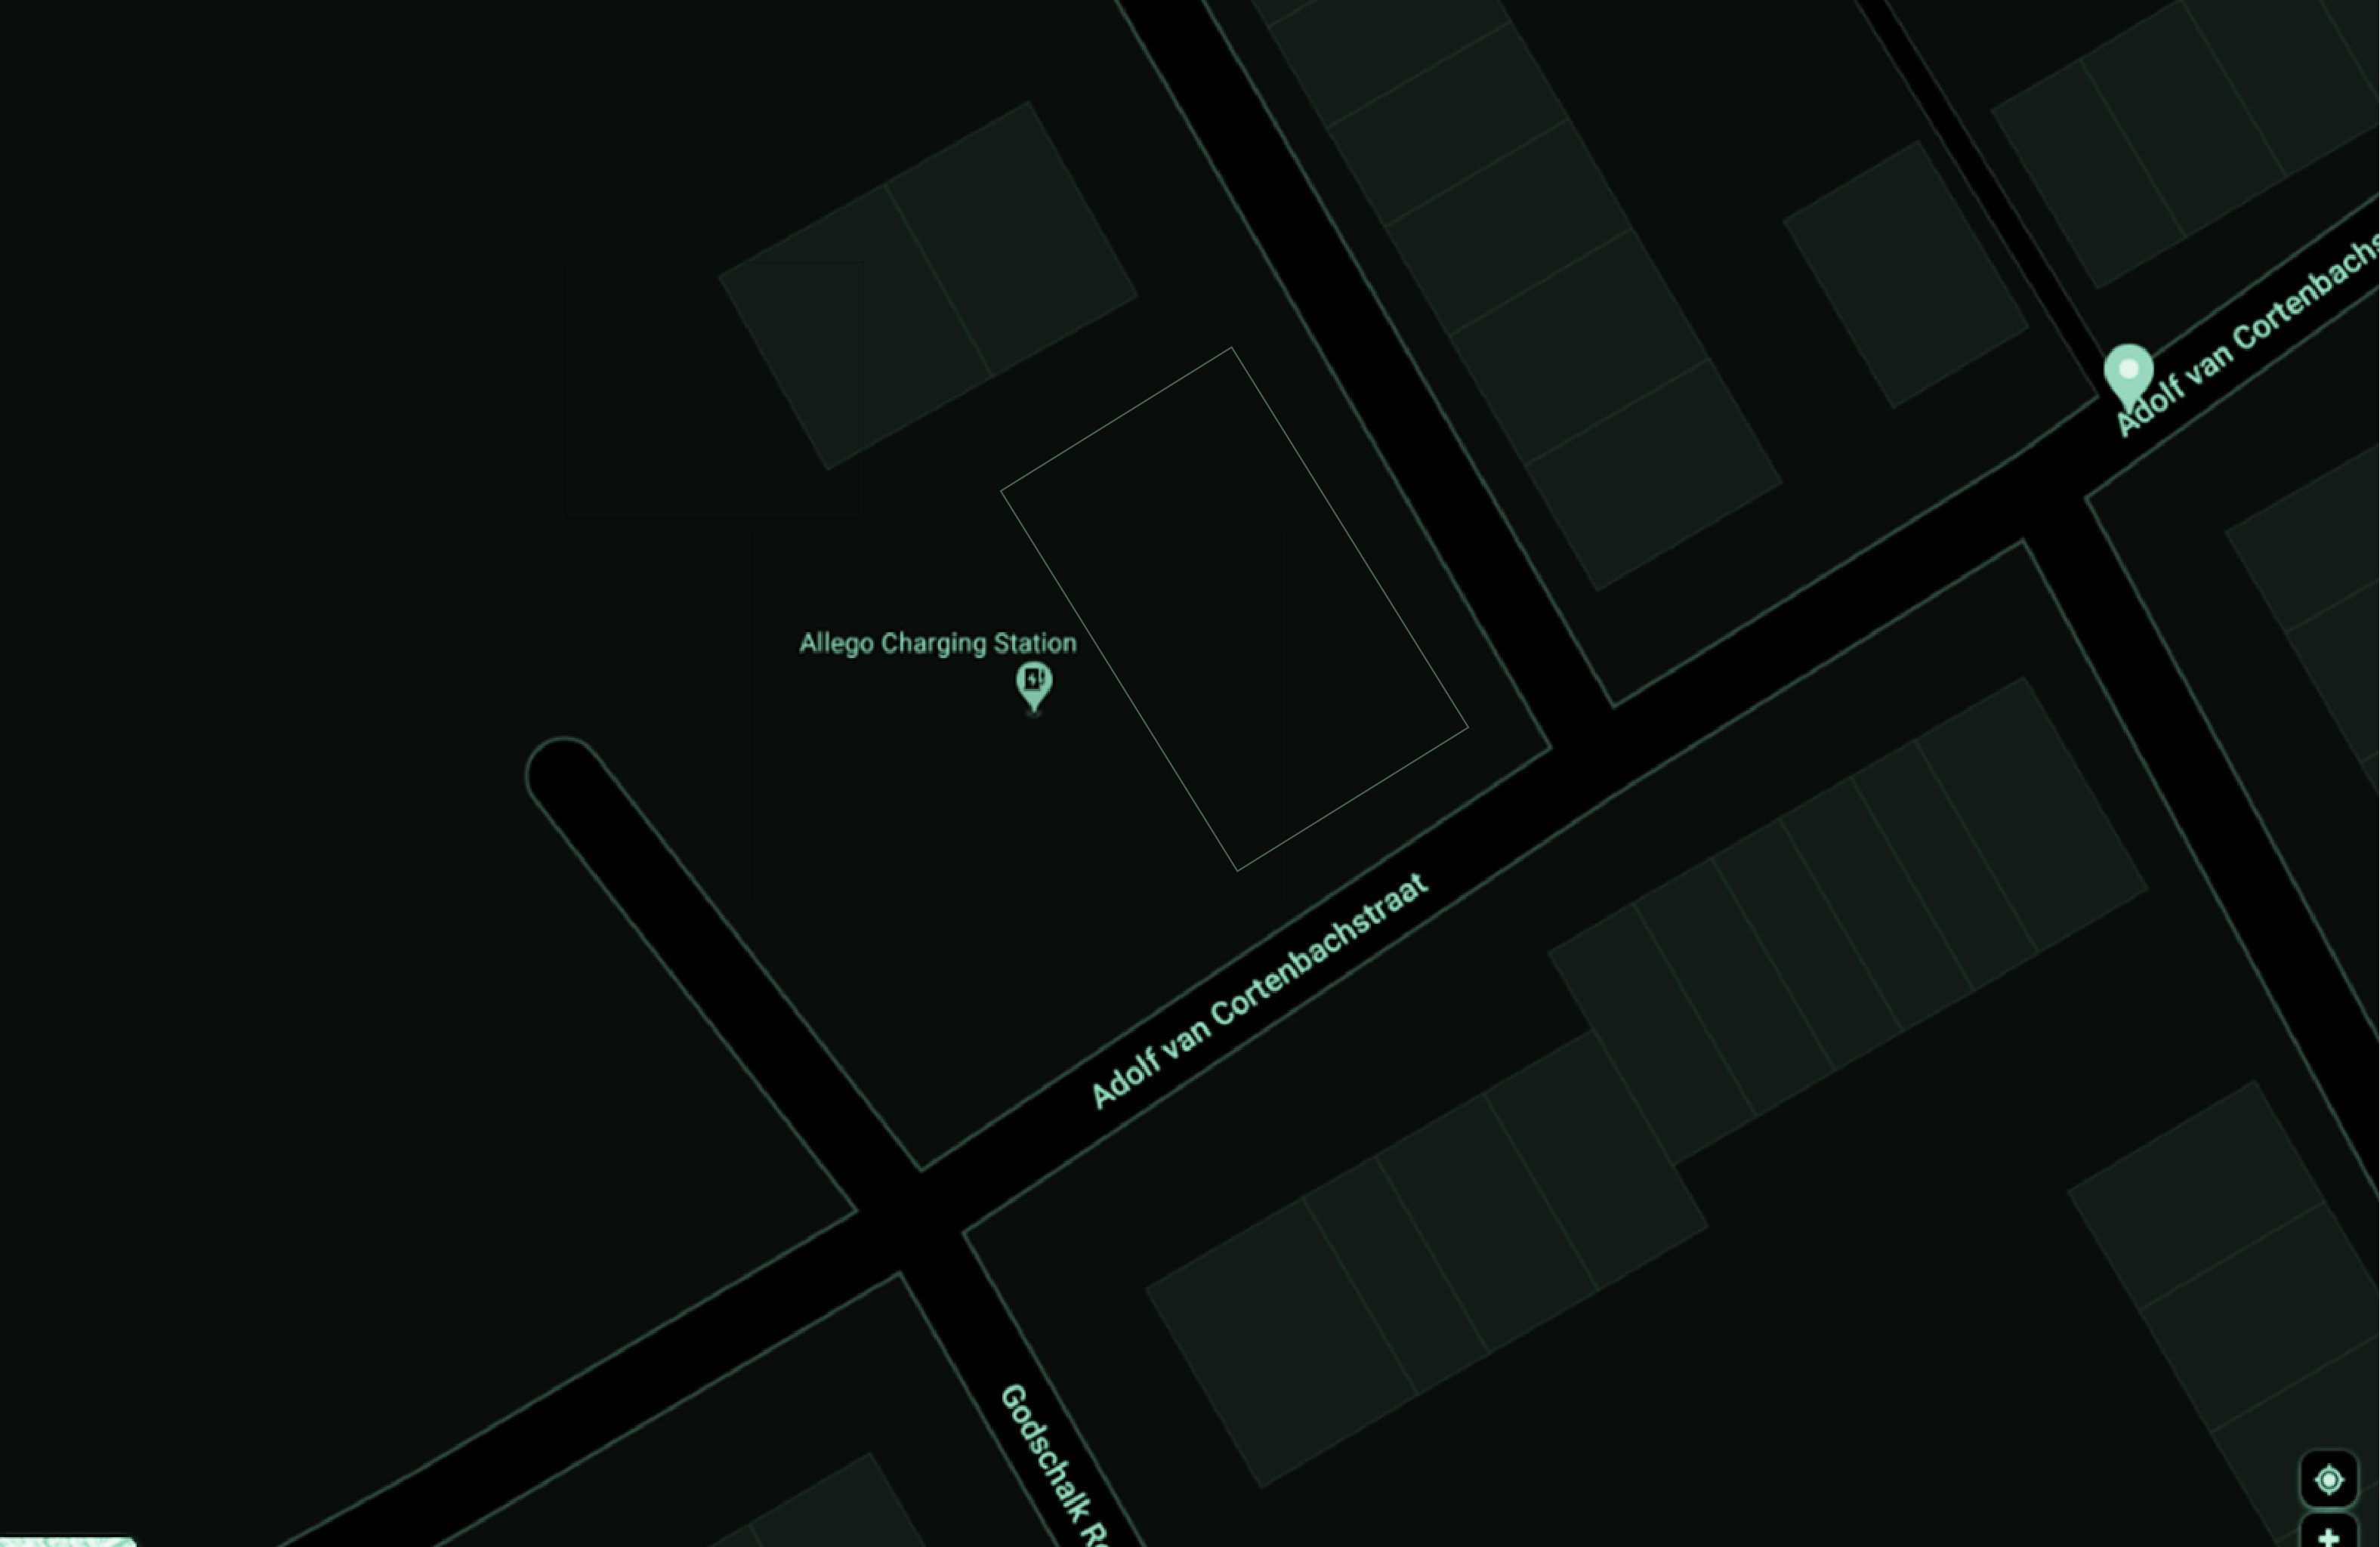 Adolf van Cortenbachs
Allego Charging Station
Adolf van Cortenbachstraat
Godschalk